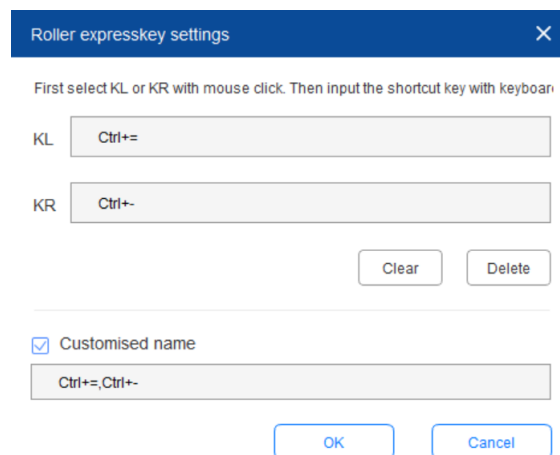 Roller expresskey settings
First select KL or KR with mouse click. Then input the shortcut key with keyboar
KL Ctrl+=
KR Ctrl+-
Clear Delete
Customised name
Ctrl+=,Ctrl+-
OK Cancel